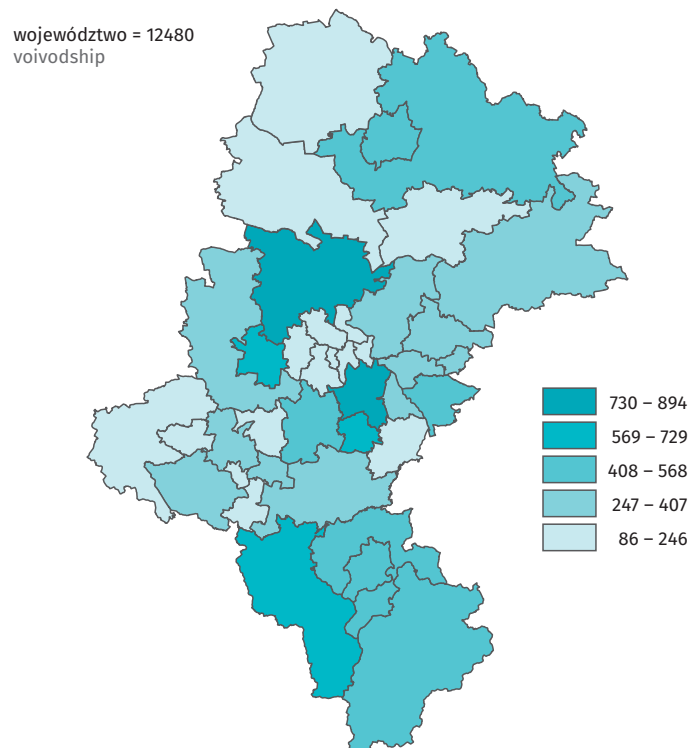 województwo = 12480
voivodship
730 – 894
569 – 729
408 – 568
247 – 407
86 – 246